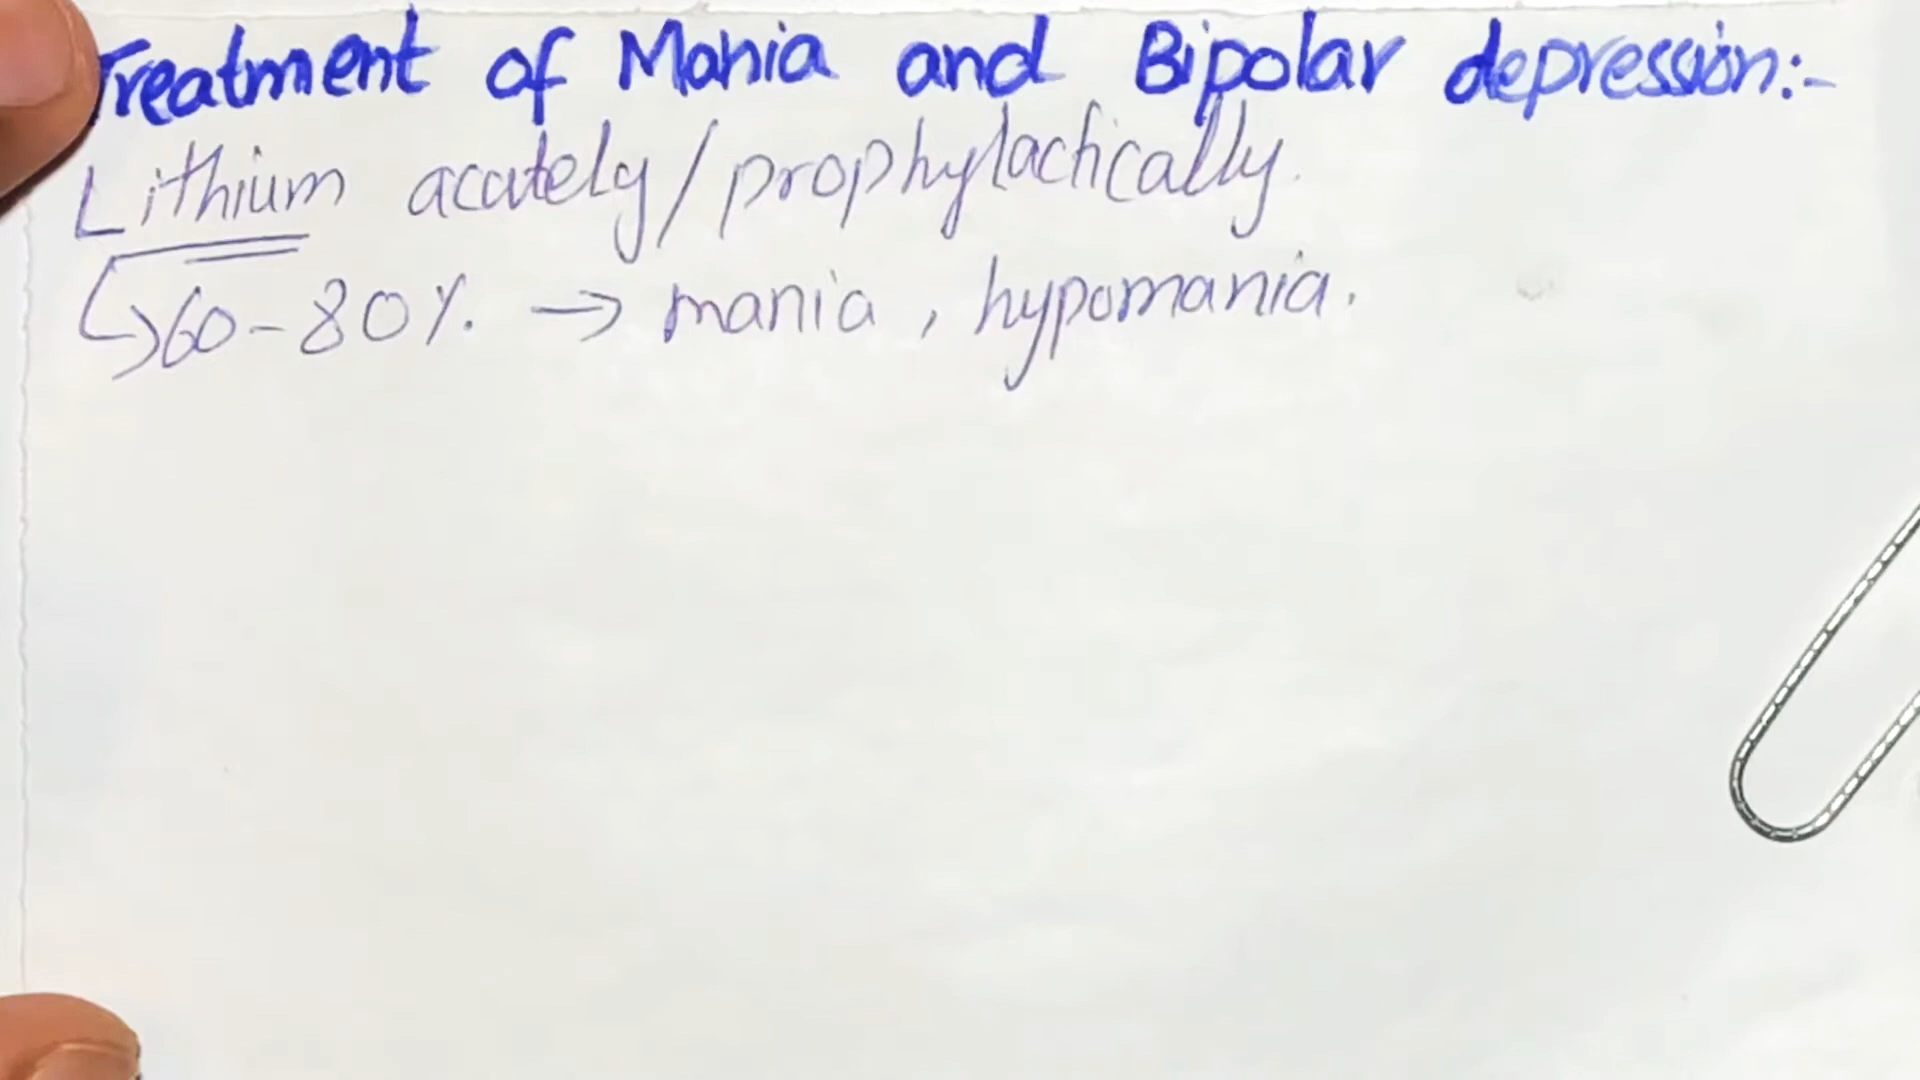 Treatment of Mania and Bipolar depression:-
Lithium acutely/prophylactically.
↳60-80% → mania, hypomania.